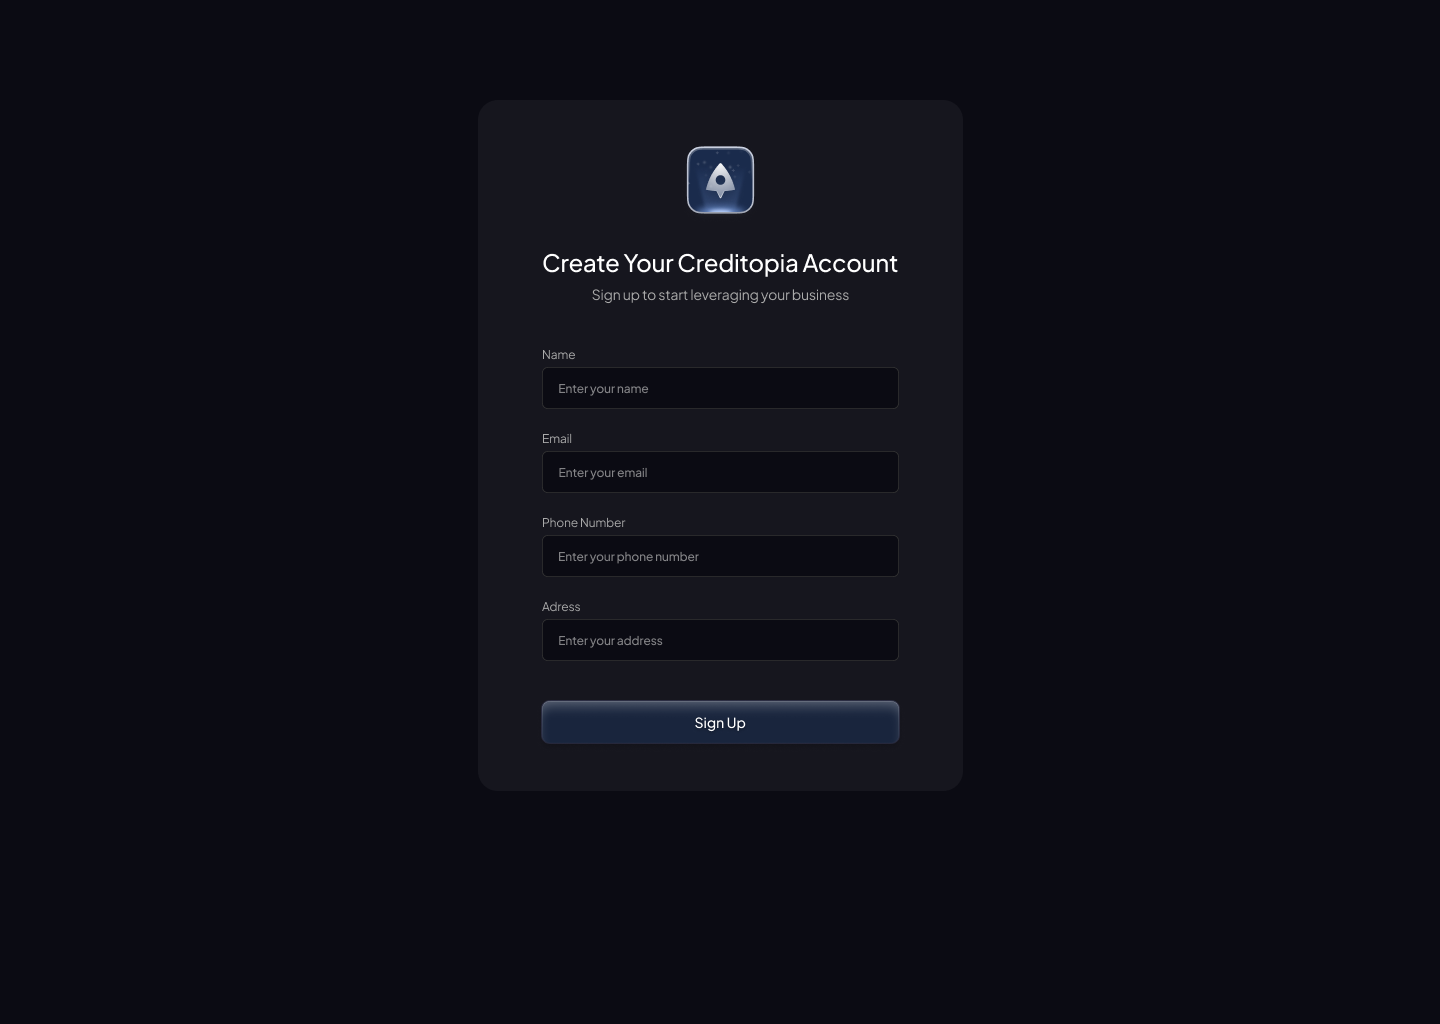 Create Your Creditopia Account
Sign up to start leveraging your business
Name
Enter your name
Email
Enter your email
Phone Number
Enter your phone number
Adress
Enter your address
Sign Up